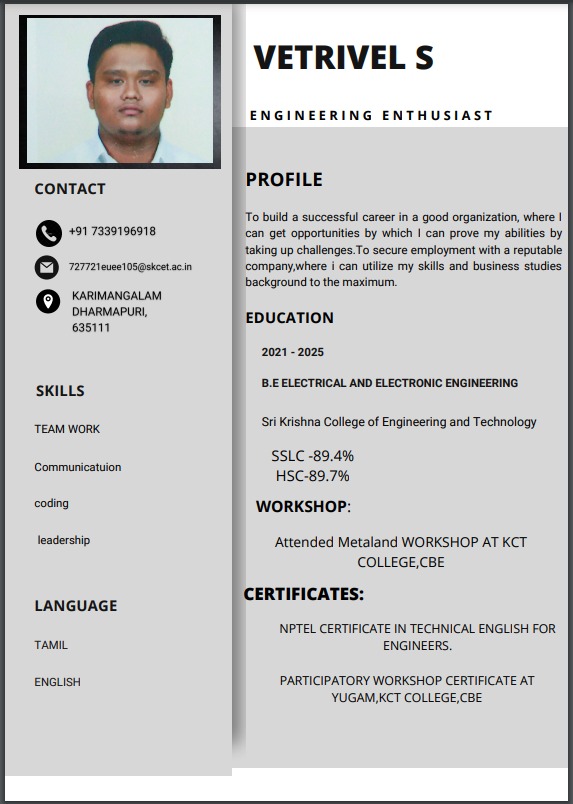 VETRIVEL S
ENGINEERING ENTHUSIAST
CONTACT
+91 7339196918
727721euee105@skcet.ac.in
KARIMANGALAM
DHARMAPURI,
635111
SKILLS
TEAM WORK
Communicatuion
coding
leadership
LANGUAGE
TAMIL
ENGLISH
PROFILE
To build a successful career in a good organization, where I
can get opportunities by which I can prove my abilities by
taking up challenges.To secure employment with a reputable
company,where i can utilize my skills and business studies
background to the maximum.
EDUCATION
2021 - 2025
B.E ELECTRICAL AND ELECTRONIC ENGINEERING
Sri Krishna College of Engineering and Technology
SSLC -89.4%
HSC-89.7%
WORKSHOP:
Attended Metaland WORKSHOP AT KCT
COLLEGE,CBE
CERTIFICATES:
NPTEL CERTIFICATE IN TECHNICAL ENGLISH FOR
ENGINEERS.
PARTICIPATORY WORKSHOP CERTIFICATE AT
YUGAM,KCT COLLEGE,CBE